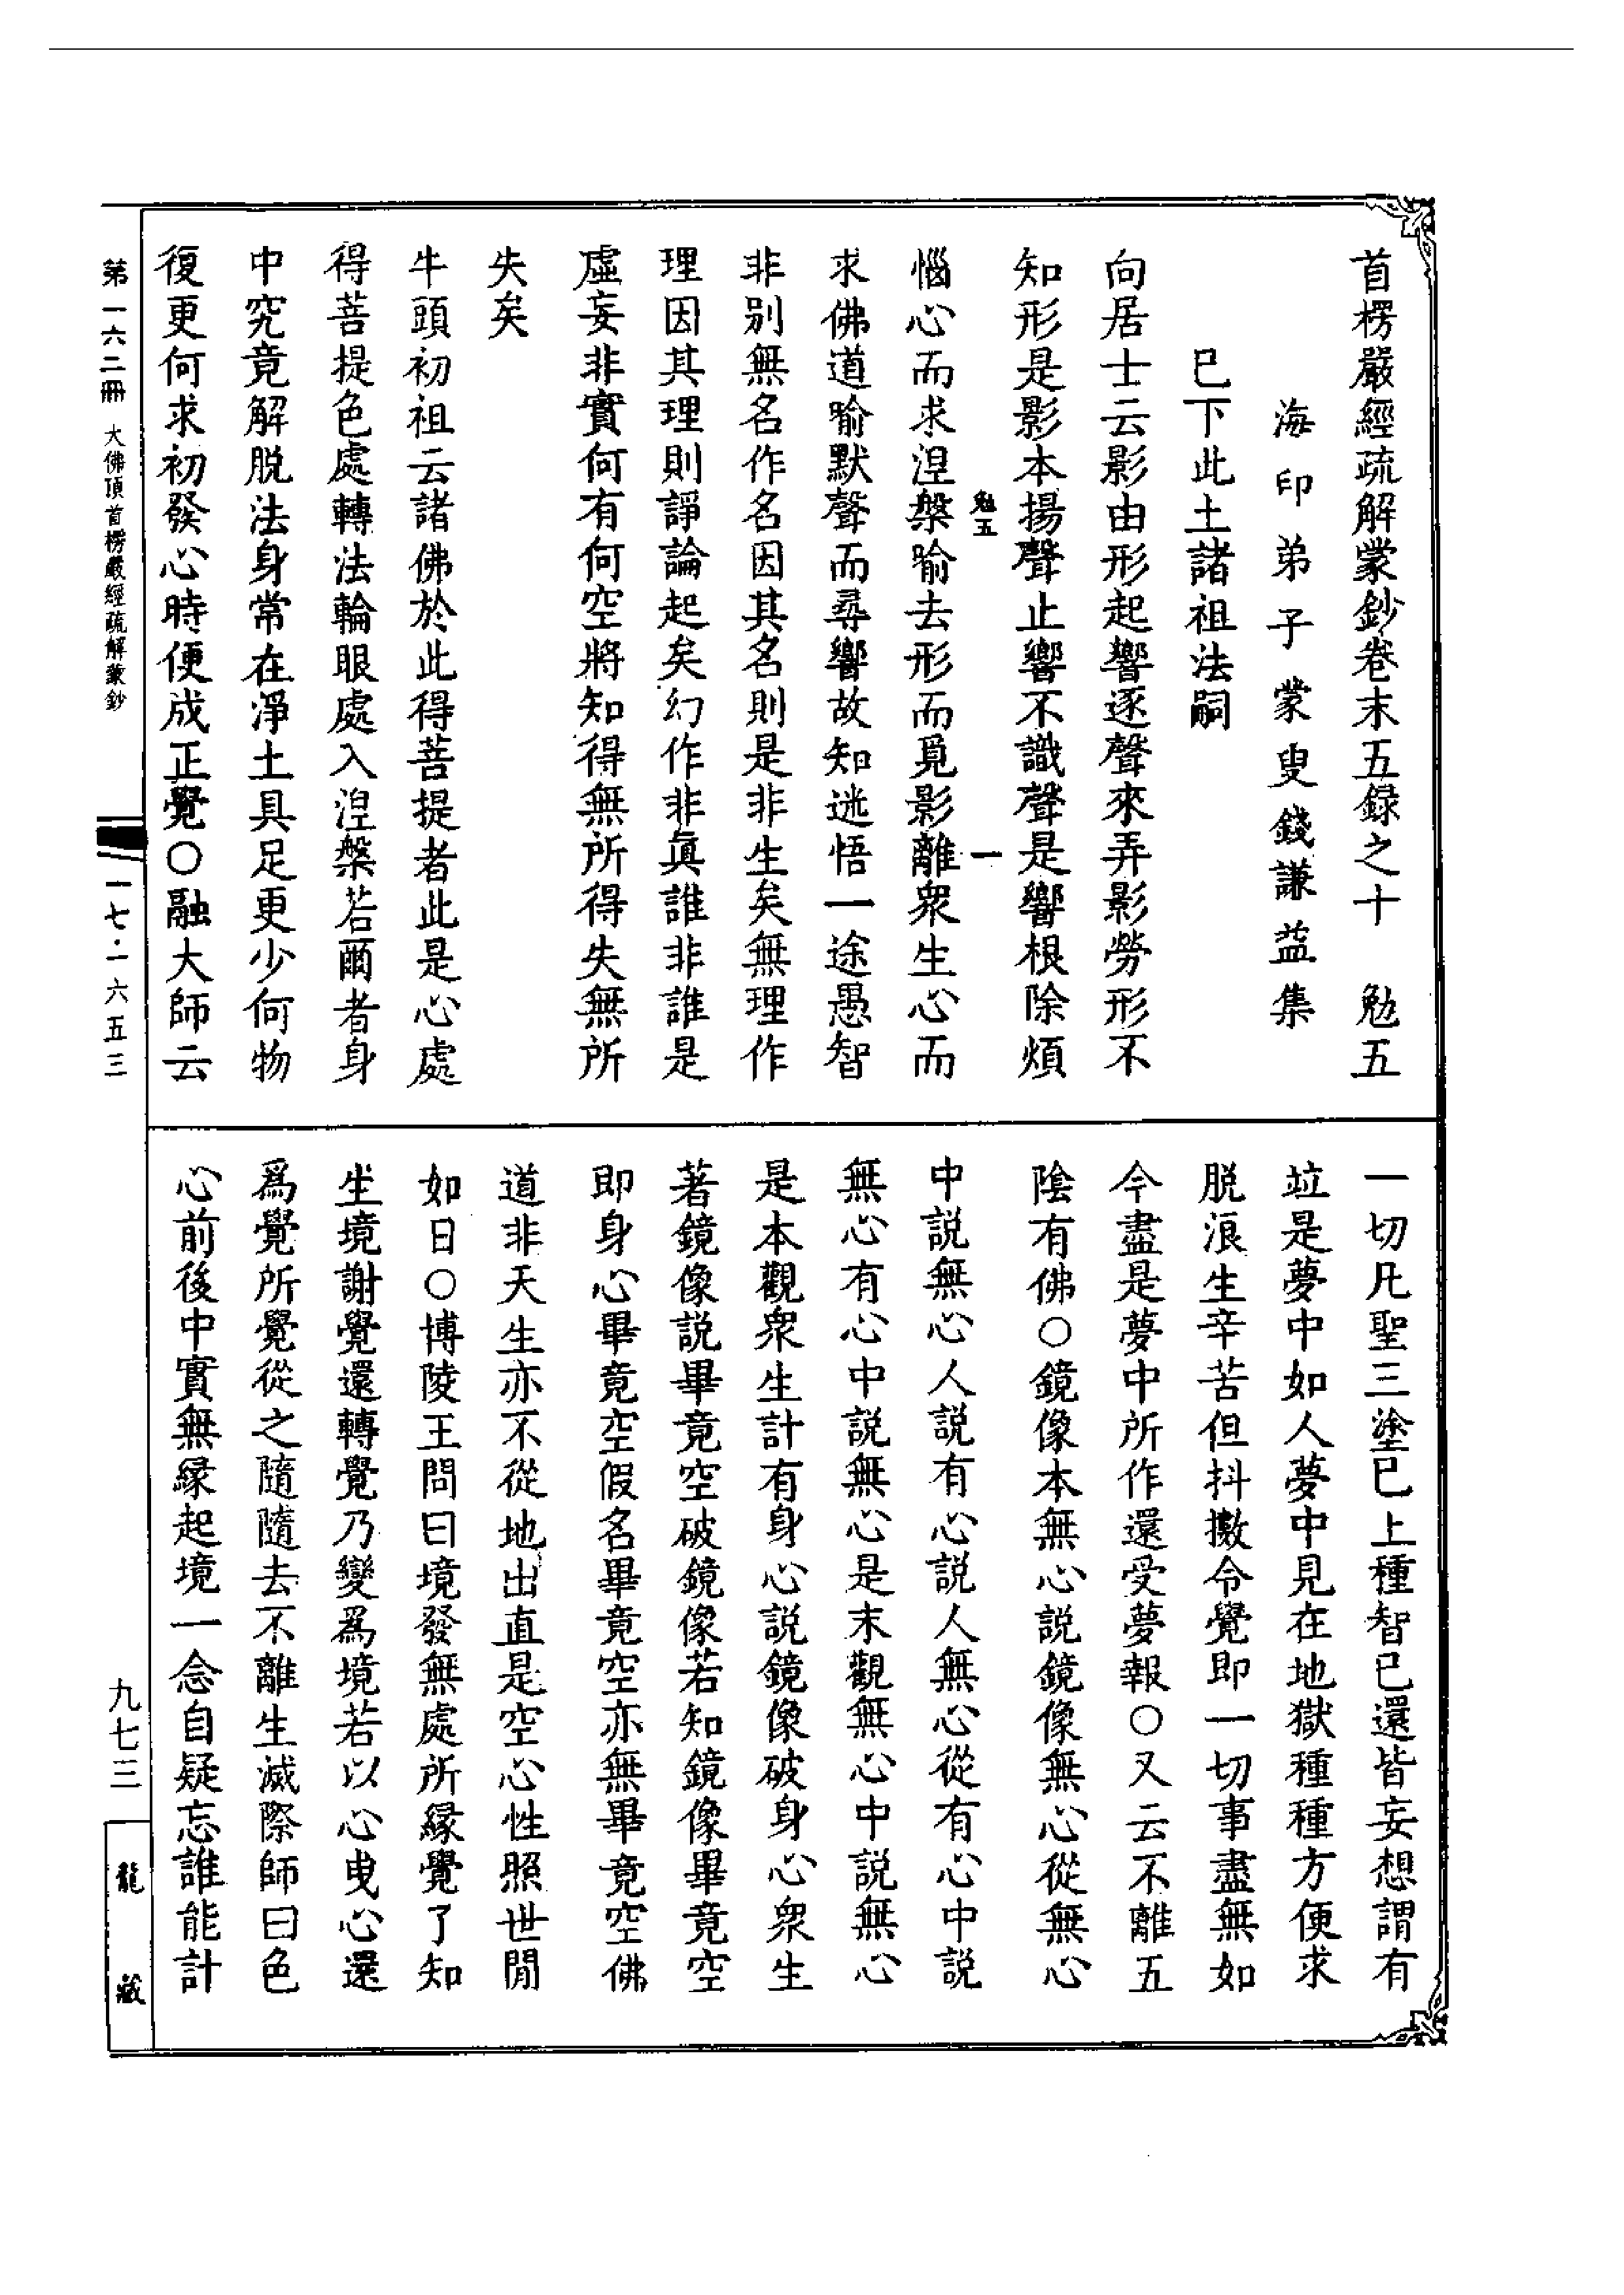 首楞嚴經疏解蒙鈔卷末五録之十　勉五
海印弟子蒙叟錢謙益集
已下此土諸祖法嗣
向居士云影由形起響逐聲來弄影勞形不
知形是影本揚聲止響不識聲是響根除煩
勉五　一
惱心而求涅槃喻去形而覓影離衆生心而
求佛道喻默聲而尋響故知迷悟一途愚智
非别無名作名因其名則是非生矣無理作
理因其理則諍論起矣幻作非眞誰非誰是
虛妄非實何有何空將知得無所得失無所
失矣
牛頭初祖云諸佛於此得菩提者此是心處
得菩提色處轉法輪眼處入涅槃若爾者身
中究竟解脱法身常在淨土具足更少何物
復更何求初發心時便成正覺○融大師云
一切凡聖三塗已上種智已還皆妄想謂有
竝是夢中如人夢中見在地獄種種方便求
脱浪生辛苦但抖擻令覺即一切事盡無如
今盡是夢中所作還受夢報○又云不離五
陰有佛○鏡像本無心説鏡像無心從無心
中説無心人説有心説人無心從有心中説
無心有心中説無心是末觀無心中説無心
是本觀衆生計有身心説鏡像破身心衆生
著鏡像説畢竟空破鏡像若知鏡像畢竟空
即身心畢竟空假名畢竟空亦無畢竟空佛
道非天生亦不從地出直是空心性照世間
如日○博陵王問曰境發無處所緣覺了知
生境謝覺還轉覺乃變爲境若以心曳心還
爲覺所覺從之隨隨去不離生滅際師曰色
心前後中實無緣起境一念自疑忘誰能計
第一六二冊　大佛頂首楞嚴經疏解蒙鈔
一七·一六五三
九七三
龍藏